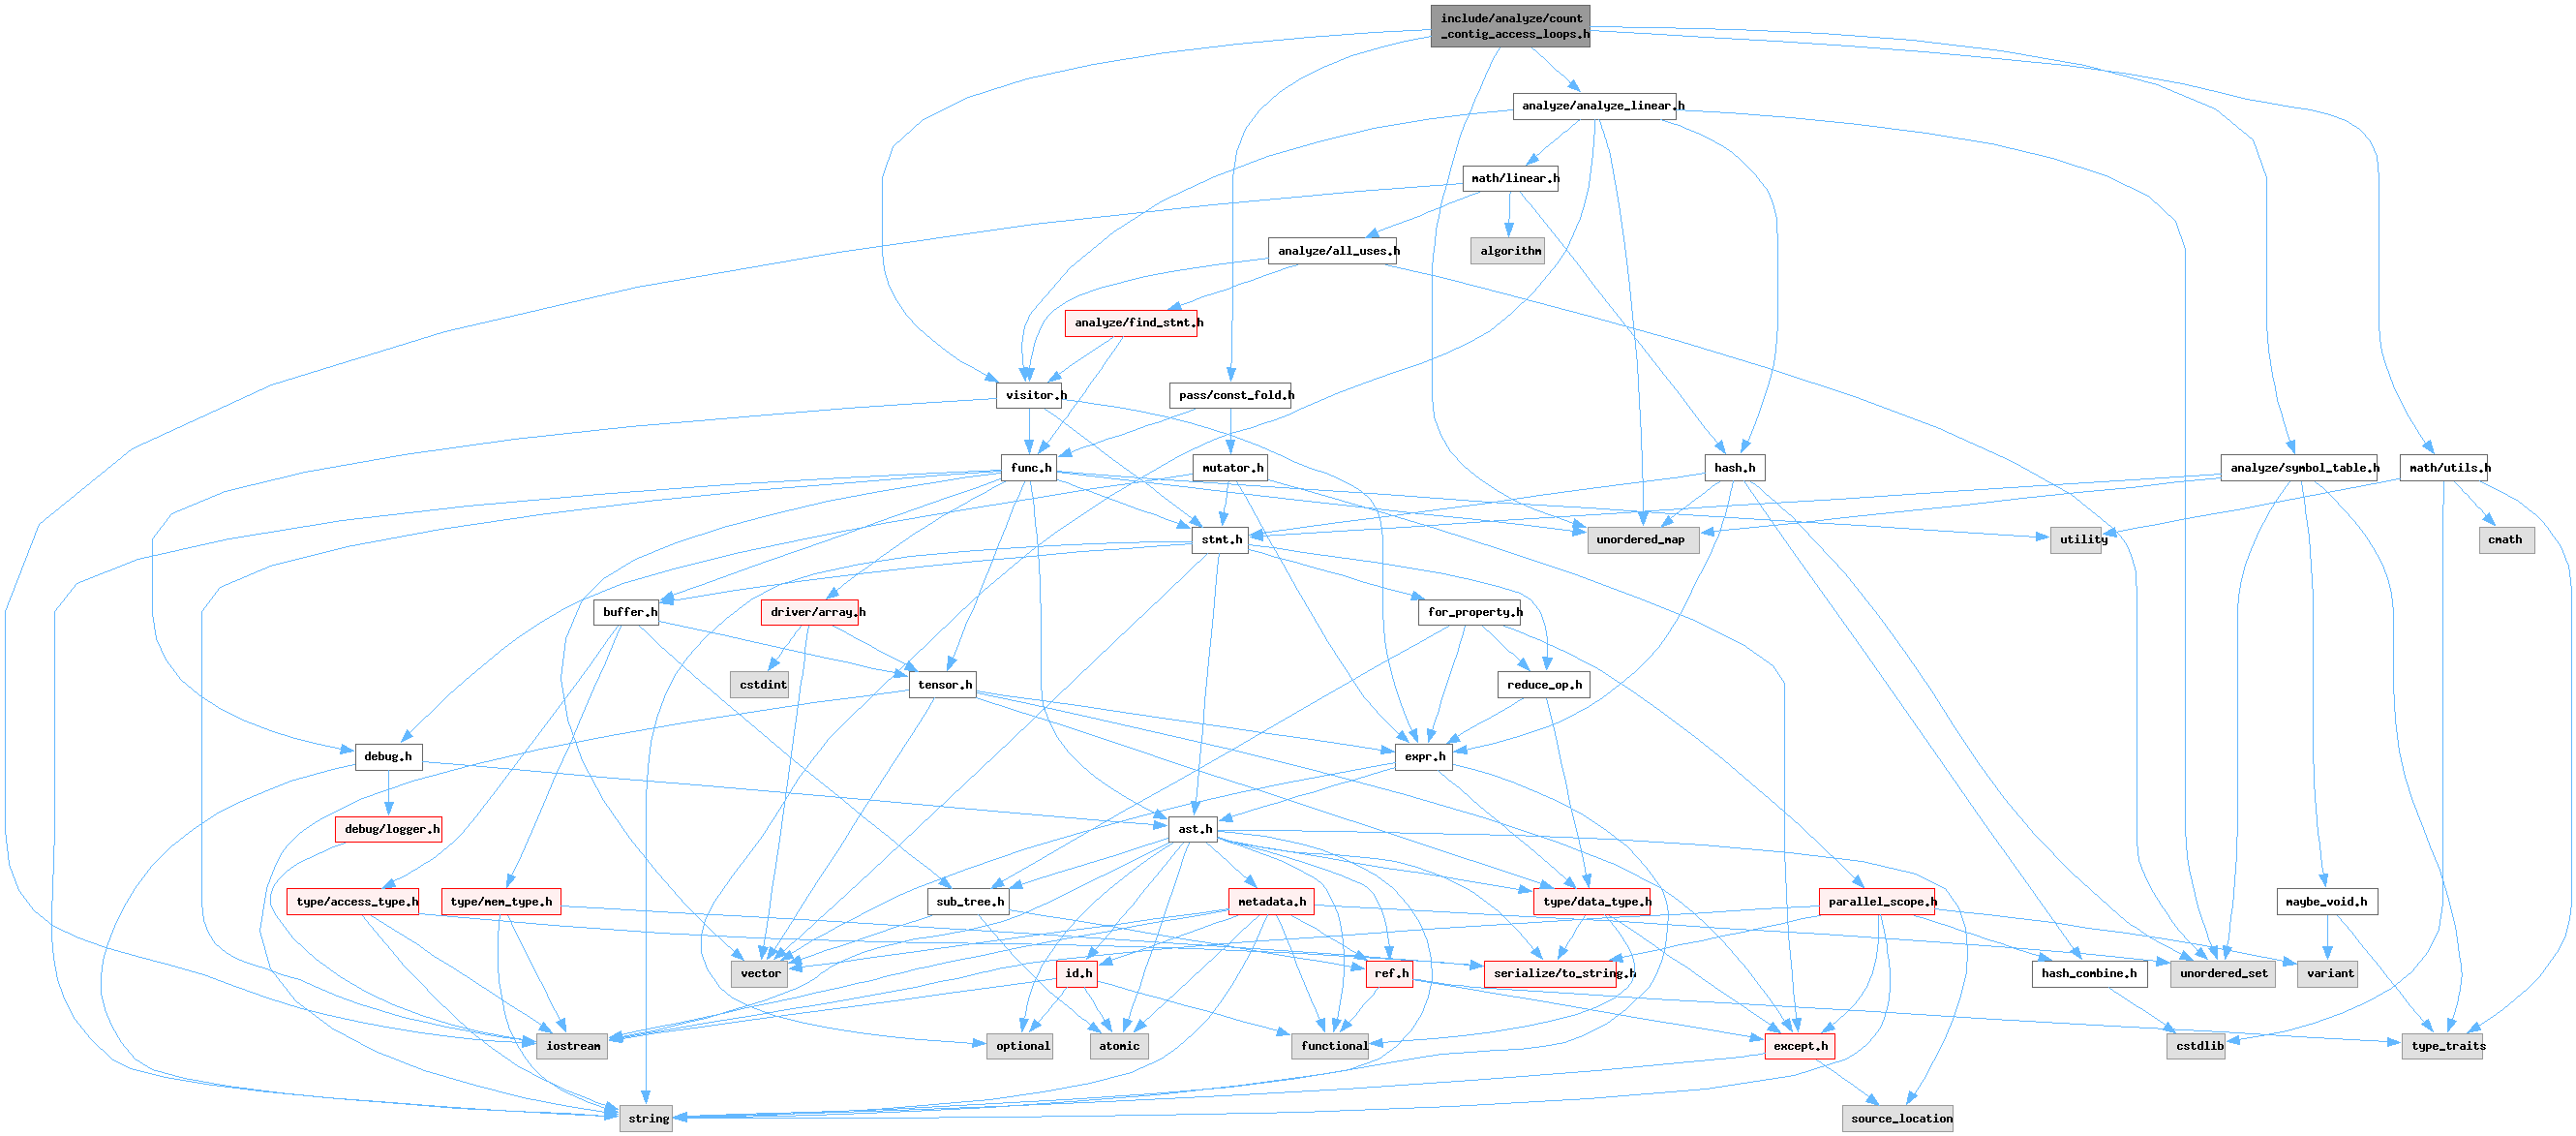 include/analyze/count
_contig_access_loops.h
analyze/analyze_linear.h
math/linear.h
analyze/all_uses.h
algorithm
analyze/find_stmt.h
visitor.h
pass/const_fold.h
func.h
mutator.h
hash.h
analyze/symbol_table.h
math/utils.h
stmt.h
unordered_map
utility
cmath
buffer.h
driver/array.h
for_property.h
cstdint
tensor.h
reduce_op.h
debug.h
expr.h
debug/logger.h
ast.h
type/access_type.h
type/mem_type.h
sub_tree.h
metadata.h
type/data_type.h
parallel_scope.h
maybe_void.h
vector
id.h
ref.h
serialize/to_string.h
hash_combine.h
unordered_set
variant
iostream
optional
atomic
functional
except.h
cstdlib
type_traits
string
source_location